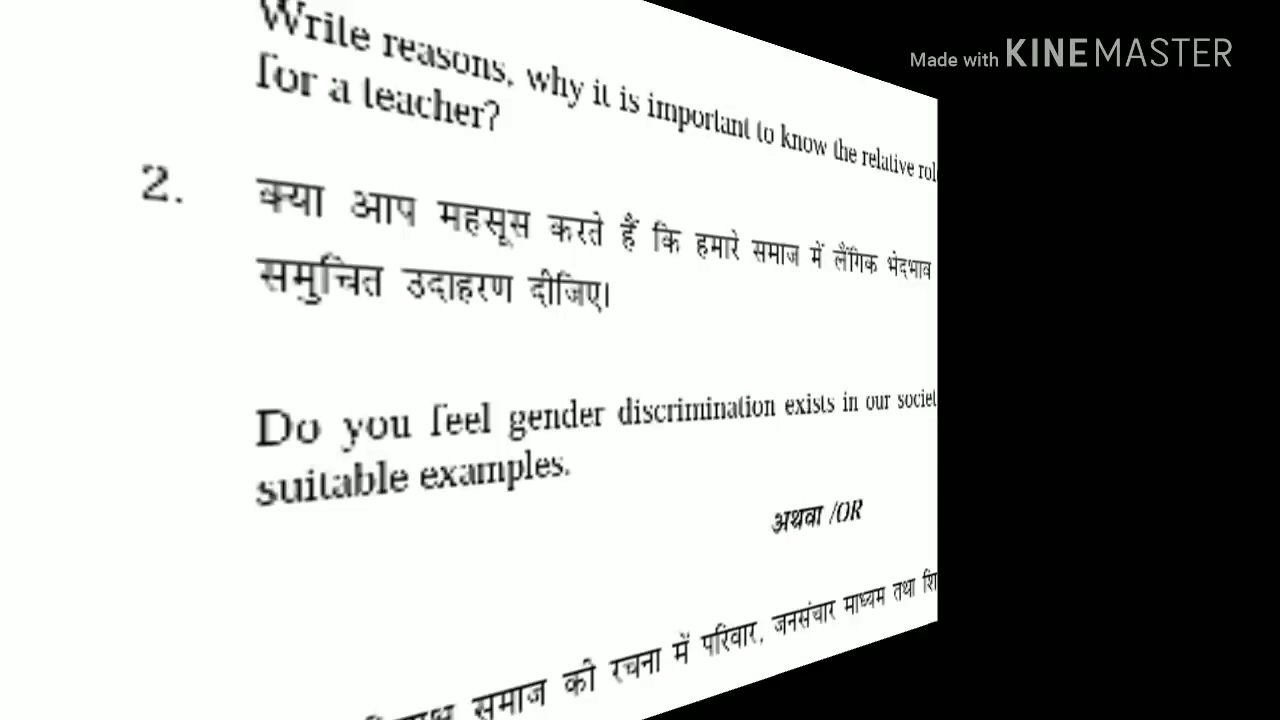 Made with KINEMASTER
Write reasons, why it is important to know the relative
for a teacher?
2. क्या आप महसूस करते हैं कि हमारे समाज में लैंगिक भेदभाव
समुचित उदाहरण दीजिए।
Do you feel gender discrimination exists in our
suitable examples.
अथवा /OR
समाज की रचना में परिवार, जनसंचार माध्यम तथा